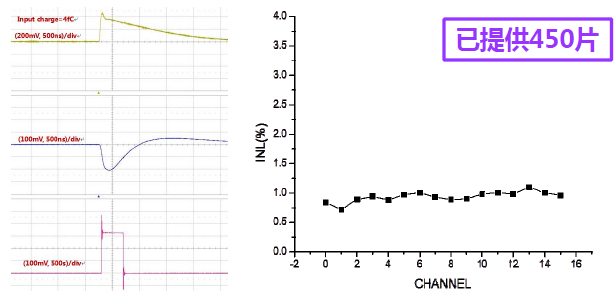 Input charge=4fC
(200mV, 500ns)/div
(100mV, 500ns)/div
(100mV, 500s)/div
已提供450片
4.0
3.5
3.0
2.5
2.0
1.5
1.0
0.5
0.0
INL(%)
-2 0 2 4 6 8 10 12 14 16
CHANNEL